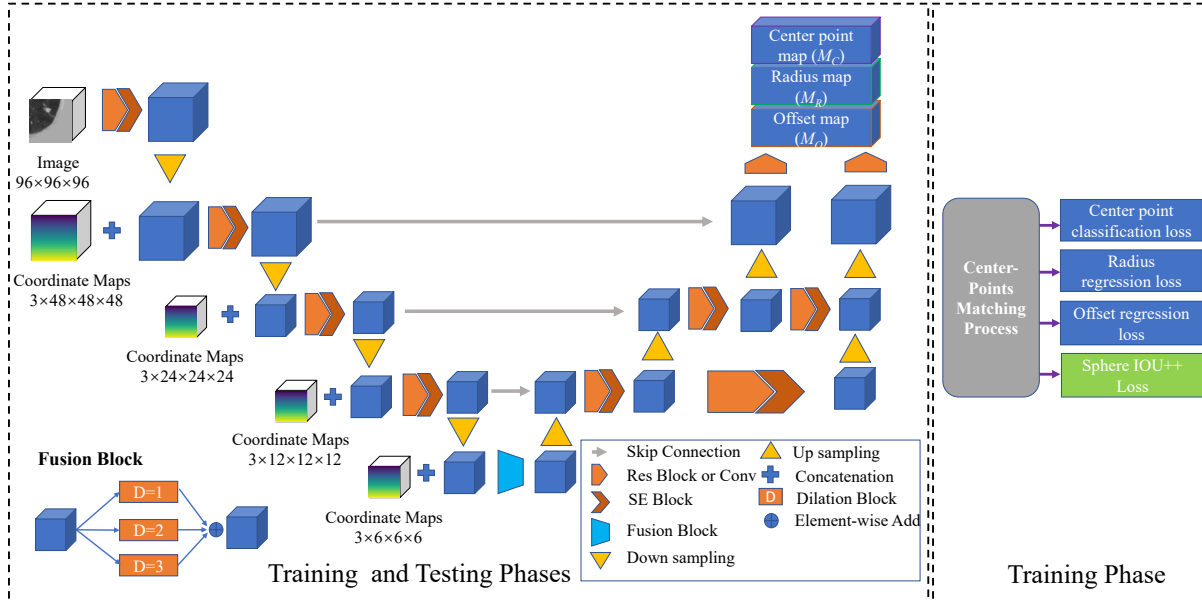 Center point
map (M_C)
Radius map
(M_R)
Offset map
(M_O)
Image
96×96×96
Coordinate Maps
3×48×48×48
Coordinate Maps
3×24×24×24
Coordinate Maps
3×12×12×12
Coordinate Maps
3×6×6×6
Fusion Block
D=1
D=2
D=3
Skip Connection
Res Block or Conv
SE Block
Fusion Block
Down sampling
Up sampling
Concatenation
D
Dilation Block
Element-wise Add
Training and Testing Phases
Center-
Points
Matching
Process
Center point
classification loss
Radius
regression loss
Offset regression
loss
Sphere IOU++
Loss
Training Phase